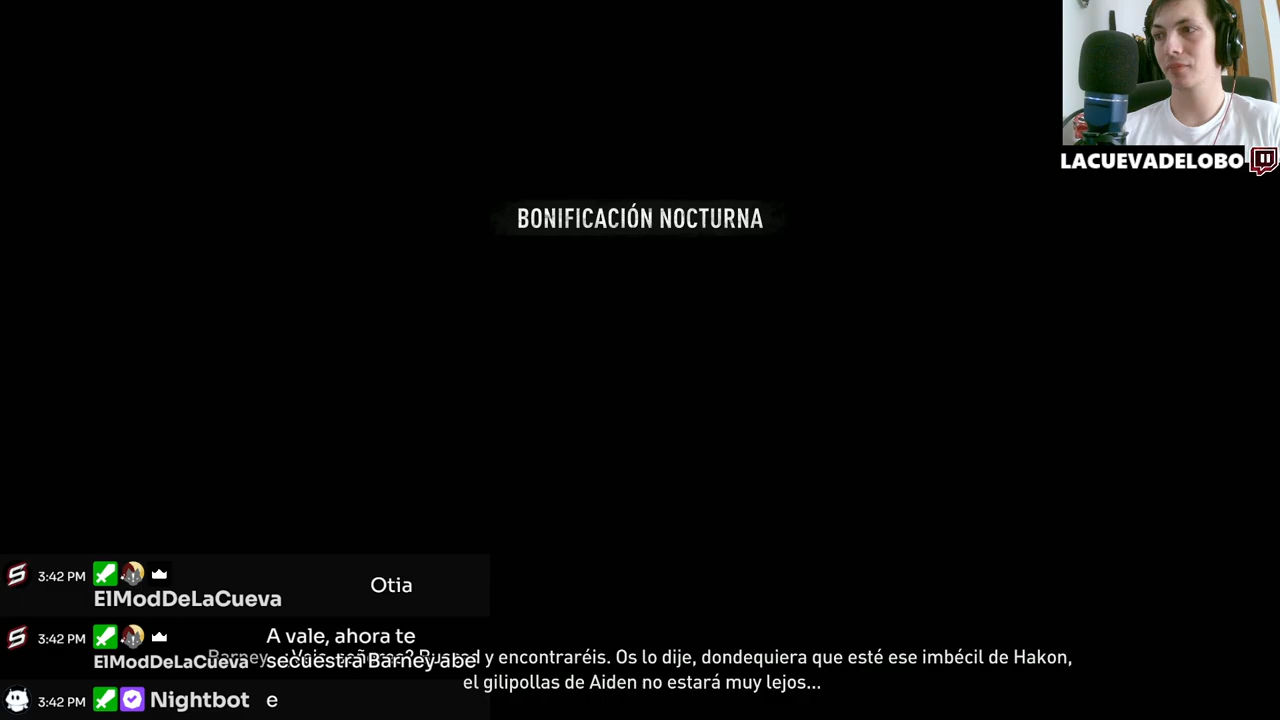 LACUEVADELOBO
BONIFICACIÓN NOCTURNA
3:42 PM
ElModDeLaCueva
Otia
3:42 PM
ElModDeLaCueva
A vale, ahora te
secuestra Barney abe
y encontraréis. Os lo dije, dondequiera que esté ese imbécil de Hakon,
el gilipollas de Aiden no estará muy lejos...
3:42 PM Nightbot e